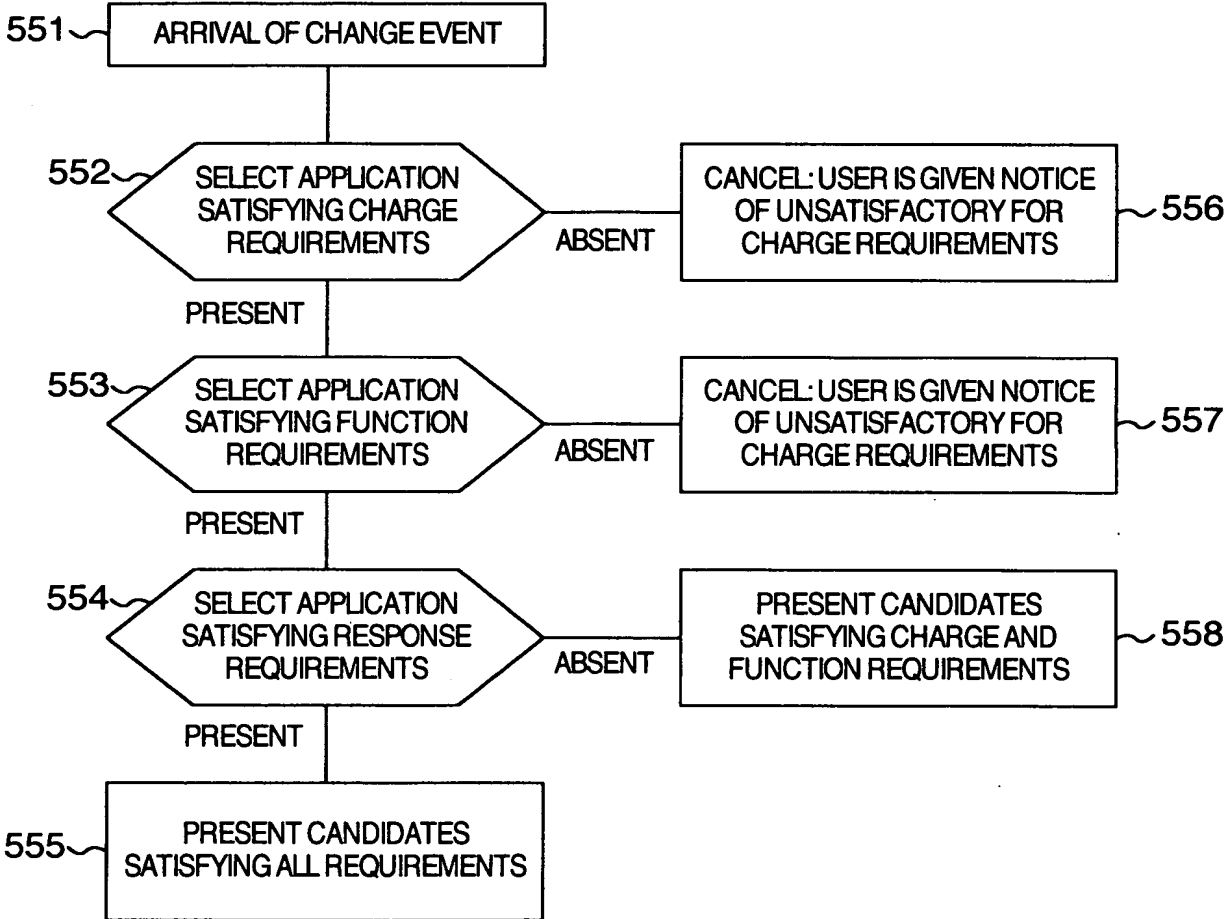 551
ARRIVAL OF CHANGE EVENT
552
SELECT APPLICATION
SATISFYING CHARGE
REQUIREMENTS
ABSENT
CANCEL: USER IS GIVEN NOTICE
OF UNSATISFACTORY FOR
CHARGE REQUIREMENTS
556
PRESENT
553
SELECT APPLICATION
SATISFYING FUNCTION
REQUIREMENTS
ABSENT
CANCEL: USER IS GIVEN NOTICE
OF UNSATISFACTORY FOR
CHARGE REQUIREMENTS
557
PRESENT
554
SELECT APPLICATION
SATISFYING RESPONSE
REQUIREMENTS
ABSENT
PRESENT CANDIDATES
SATISFYING CHARGE AND
FUNCTION REQUIREMENTS
558
PRESENT
555
PRESENT CANDIDATES
SATISFYING ALL REQUIREMENTS